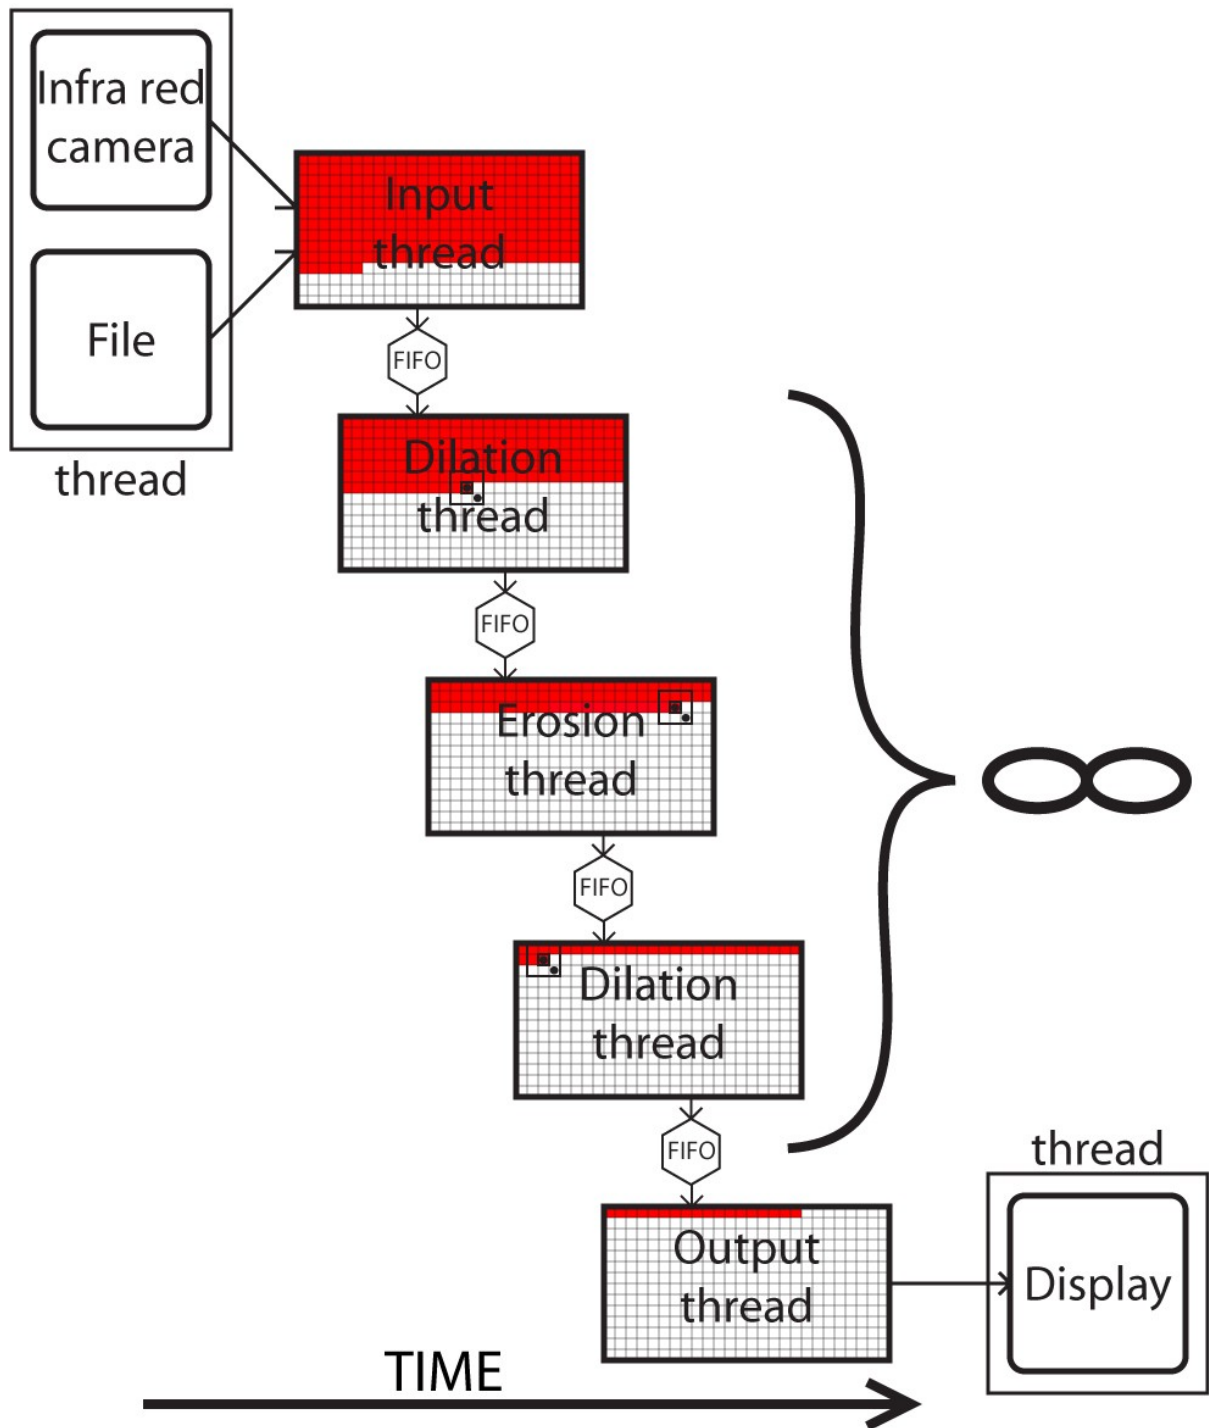 Infra red
camera
File
thread
Input
thread
FIFO
Dilation
thread
FIFO
Erosion
thread
FIFO
Dilation
thread
FIFO
Output
thread
thread
Display
TIME